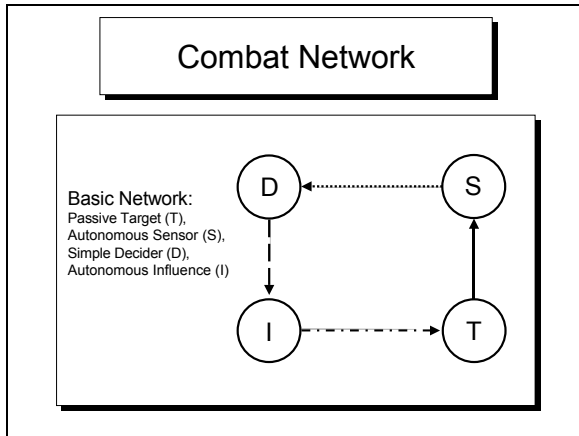 Combat Network
Basic Network:
Passive Target (T),
Autonomous Sensor (S),
Simple Decider (D),
Autonomous Influence (I)
D
S
I
T